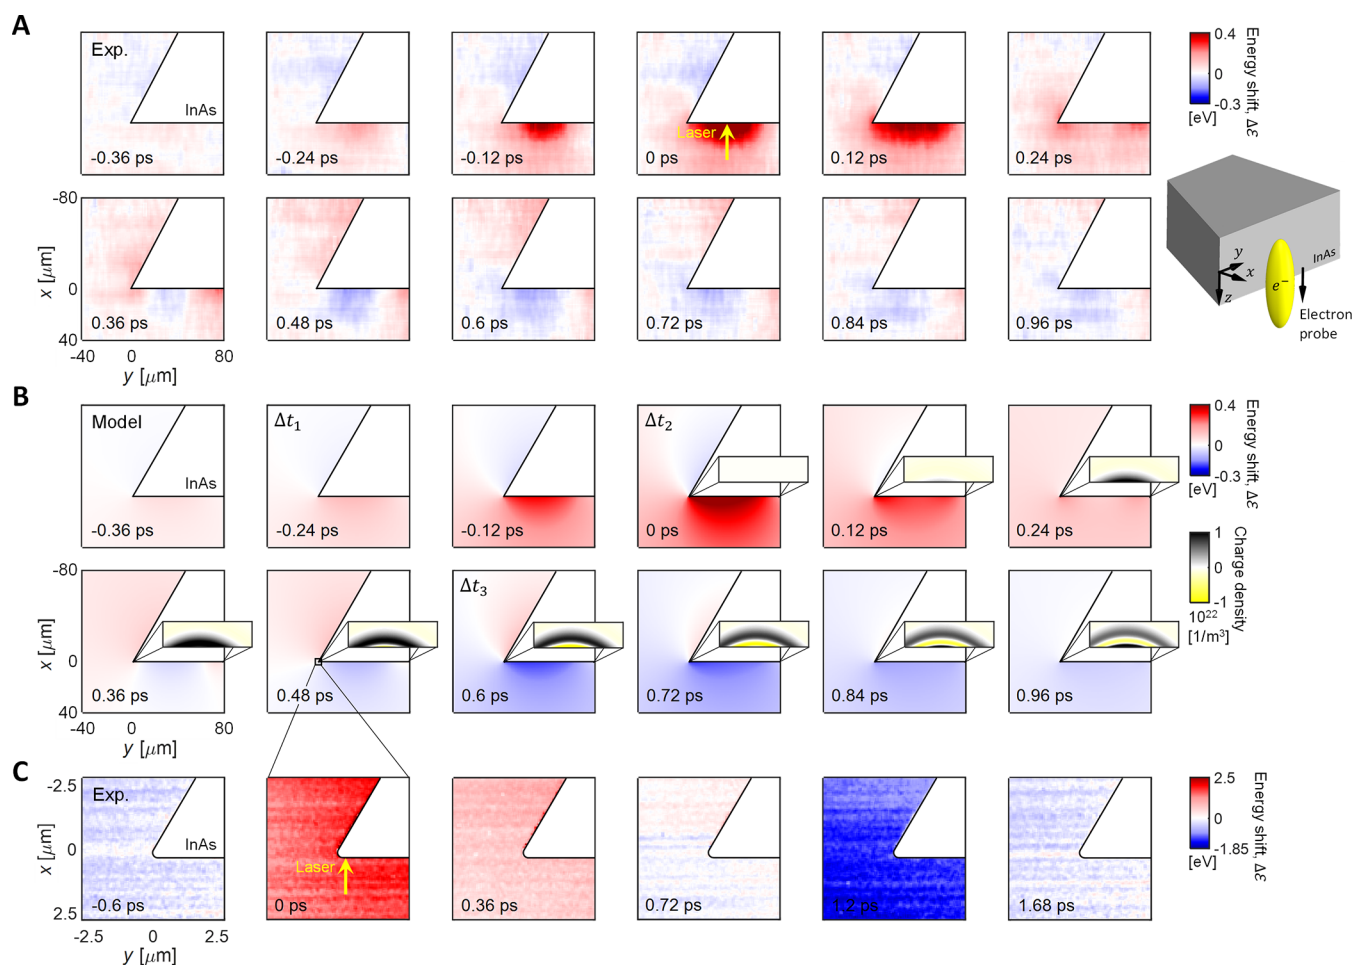 A
Exp.
InAs
-0.36 ps
-0.24 ps
-0.12 ps
Laser
0 ps
0.12 ps
0.24 ps
0.4
0
-0.3
[eV]
Energy shift, Δℰ
-80
x [μm]
0
40
0.36 ps
0.48 ps
0.6 ps
0.72 ps
0.84 ps
0.96 ps
-40
0
80
y [μm]
y
x
z
e⁻
InAs
Electron
probe
B
Model
InAs
-0.36 ps
Δt₁
-0.24 ps
-0.12 ps
Δt₂
0 ps
0.12 ps
0.24 ps
0.4
0
-0.3
[eV]
Energy shift, Δℰ
1
0
-1
10²²
[1/m³]
Charge density
-80
x [μm]
0
40
0.36 ps
0.48 ps
Δt₃
0.6 ps
0.72 ps
0.84 ps
0.96 ps
-40
0
80
y [μm]
C
-2.5
x [μm]
0
2.5
Exp.
InAs
-0.6 ps
Laser
0 ps
0.36 ps
0.72 ps
1.2 ps
1.68 ps
2.5
0
-1.85
[eV]
Energy shift, Δℰ
-2.5
0
2.5
y [μm]